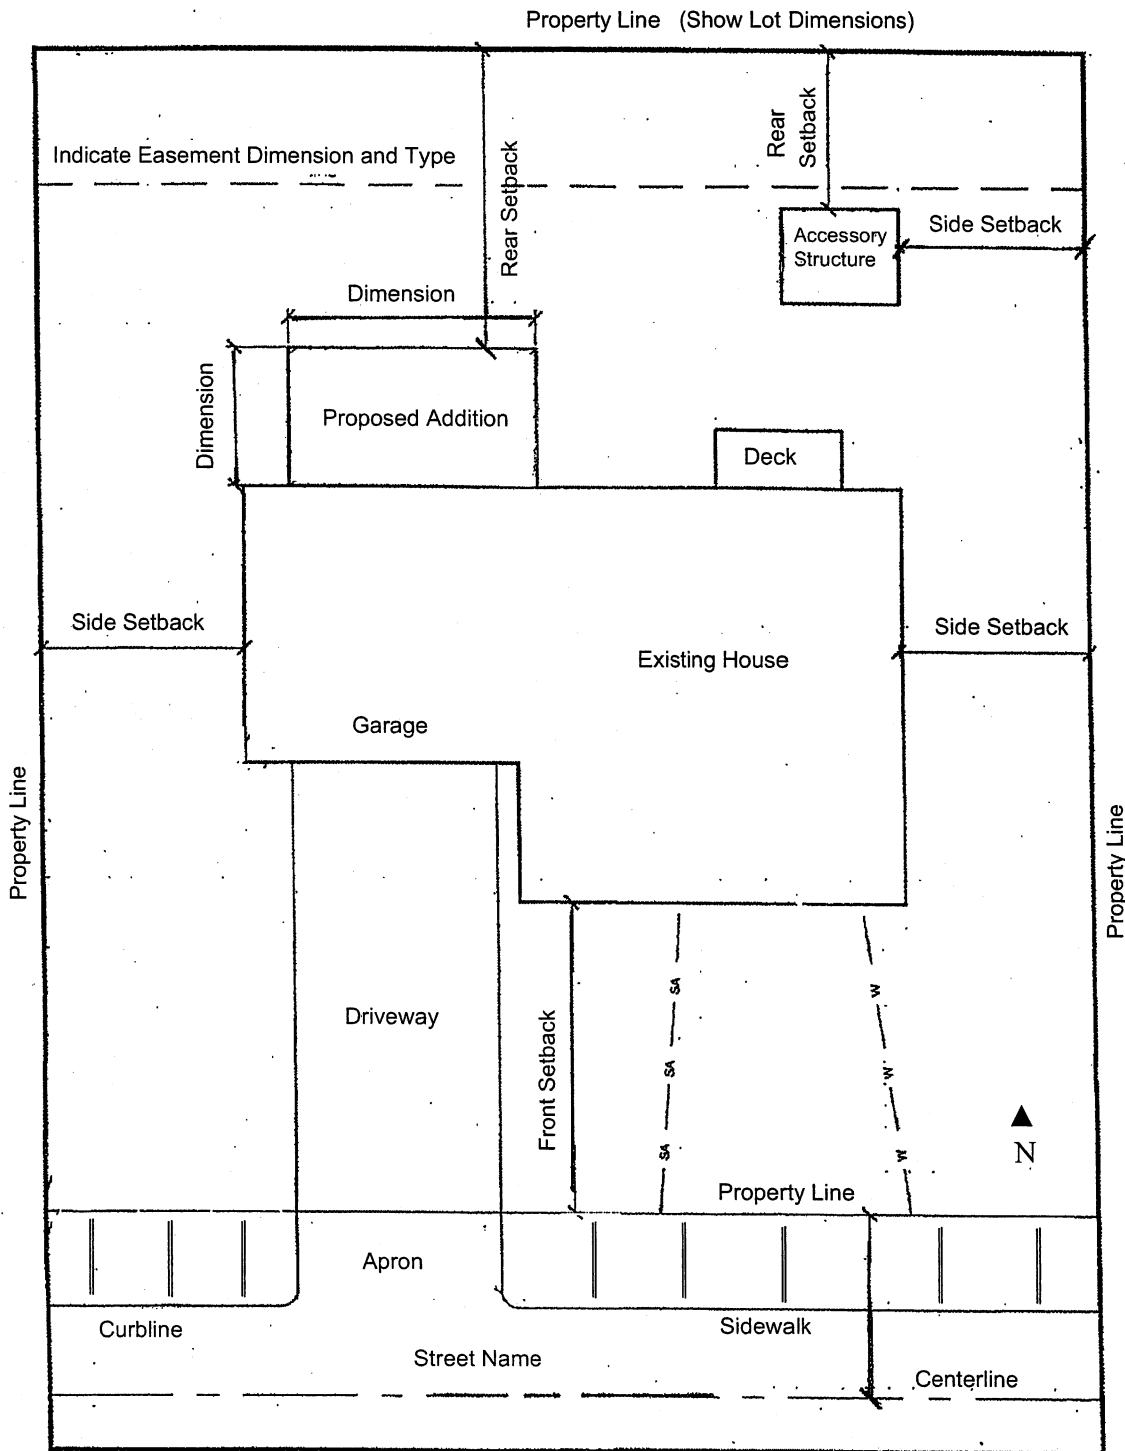 Property Line (Show Lot Dimensions)
Rear
Setback
Indicate Easement Dimension and Type
Rear Setback
Accessory
Structure
Side Setback
Dimension
Dimension
Proposed Addition
Deck
Side Setback
Existing House
Side Setback
Garage
Property Line
Property Line
Driveway
Front Setback
SA
SA
SA
W
W
W
N
Property Line
Apron
Curbline
Sidewalk
Street Name
Centerline